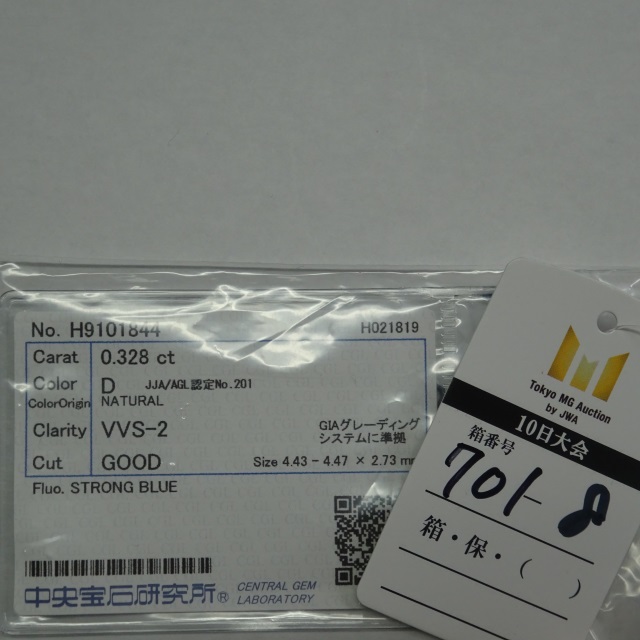 No. H9101844
H021819
Carat 0.328 ct
Color D JJA/AGL認定No.201
ColorOrigin NATURAL
Clarity VVS-2
GIAグレーディング
システムに準拠
Cut GOOD
Size 4.43 - 4.47 × 2.73 mm
Fluo. STRONG BLUE
中央宝石研究所®
CENTRAL GEM
LABORATORY
Tokyo MG Auction
by JWA
10日大会
箱番号
701-8
箱・保・( )